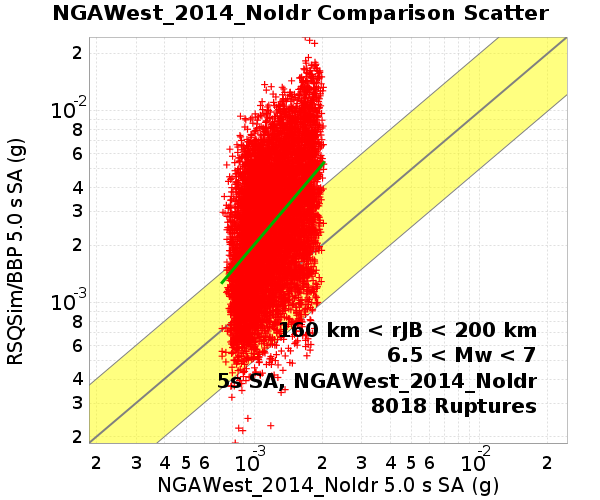 NGAWest_2014_NoIdr Comparison Scatter
RSQSim/BBP 5.0 s SA (g)
2
10-2
8
6
4
3
2
10-3
8
6
4
3
2
160 km < rJB < 200 km
6.5 < Mw < 7
5s SA, NGAWest_2014_NoIdr
8018 Ruptures
2 3 4 5 6 10-3 2 3 4 5 6 10-2 2
NGAWest_2014_NoIdr 5.0 s SA (g)